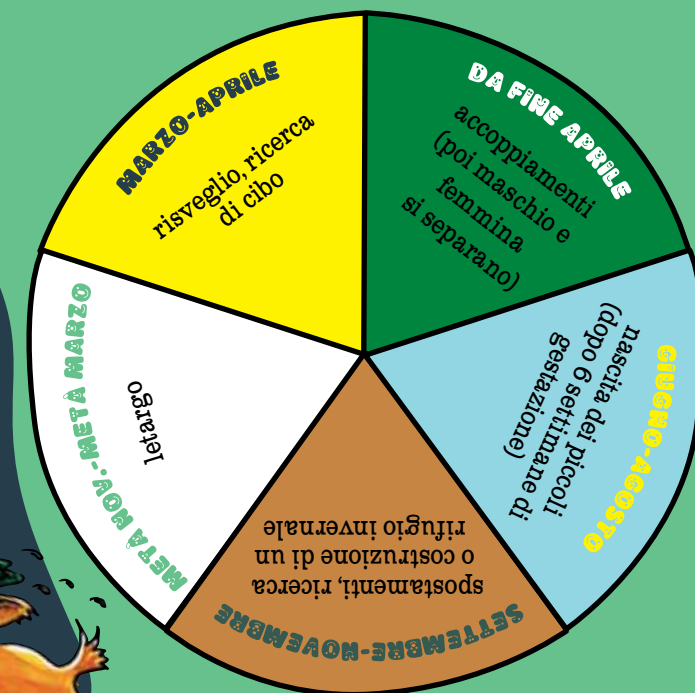 MARZO-APRILE
risveglio, ricerca
di cibo
DA FINE APRILE
accoppiamenti
(poi maschio e
femmina
si separano)
GIUGNO-AGOSTO
nascita dei piccoli
(dopo 6 settimane di
gestazione)
SETTEMBRE-NOVEMBRE
spostamenti, ricerca
o costruzione di un
rifugio invernale
METÀ NOV.-METÀ MARZO
letargo